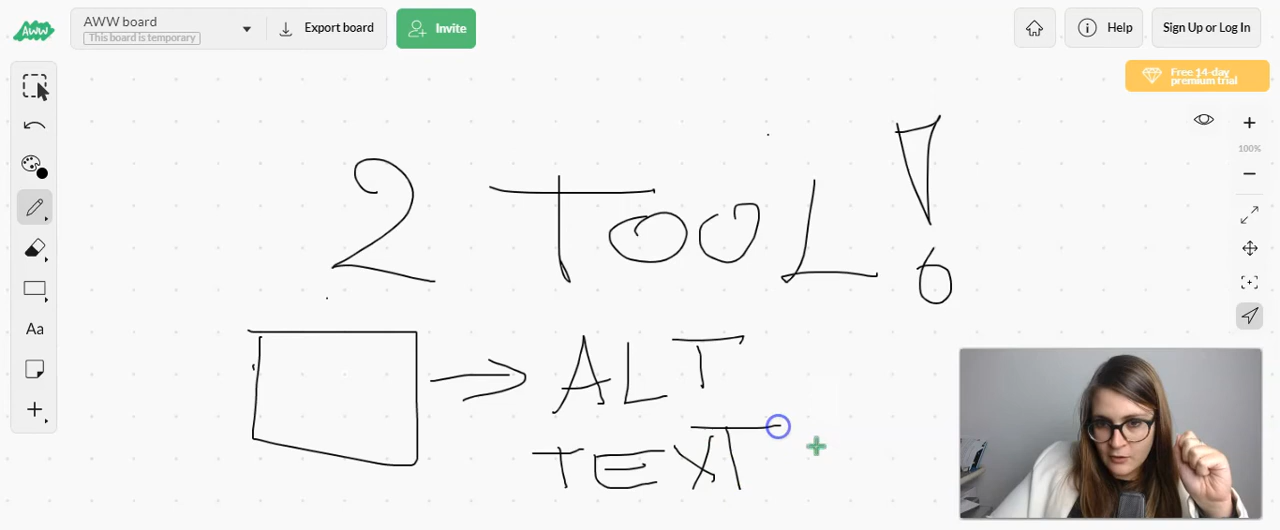 AWW
AWW board
This board is temporary
Export board
Invite
Help
Sign Up or Log In
Free 14-day
premium trial
100%
2 TOOL!
ALT
TEXT
Aa